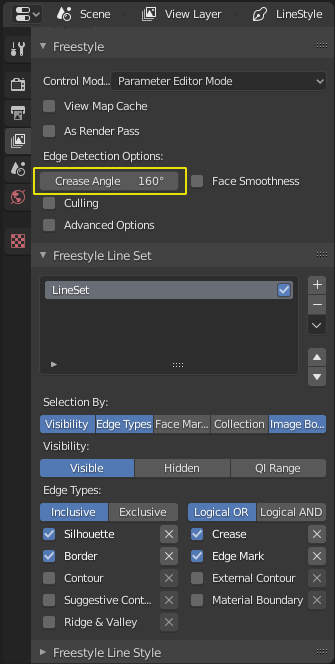 Scene View Layer LineStyle
Freestyle
Control Mod... Parameter Editor Mode
View Map Cache
As Render Pass
Edge Detection Options:
Crease Angle 160° Face Smoothness
Culling
Advanced Options
Freestyle Line Set
LineSet
Selection By:
Visibility Edge Types Face Mar... Collection Image Bo...
Visibility:
Visible Hidden QI Range
Edge Types:
Inclusive Exclusive Logical OR Logical AND
Silhouette Crease
Border Edge Mark
Contour External Contour
Suggestive Cont... Material Boundary
Ridge & Valley
Freestyle Line Style